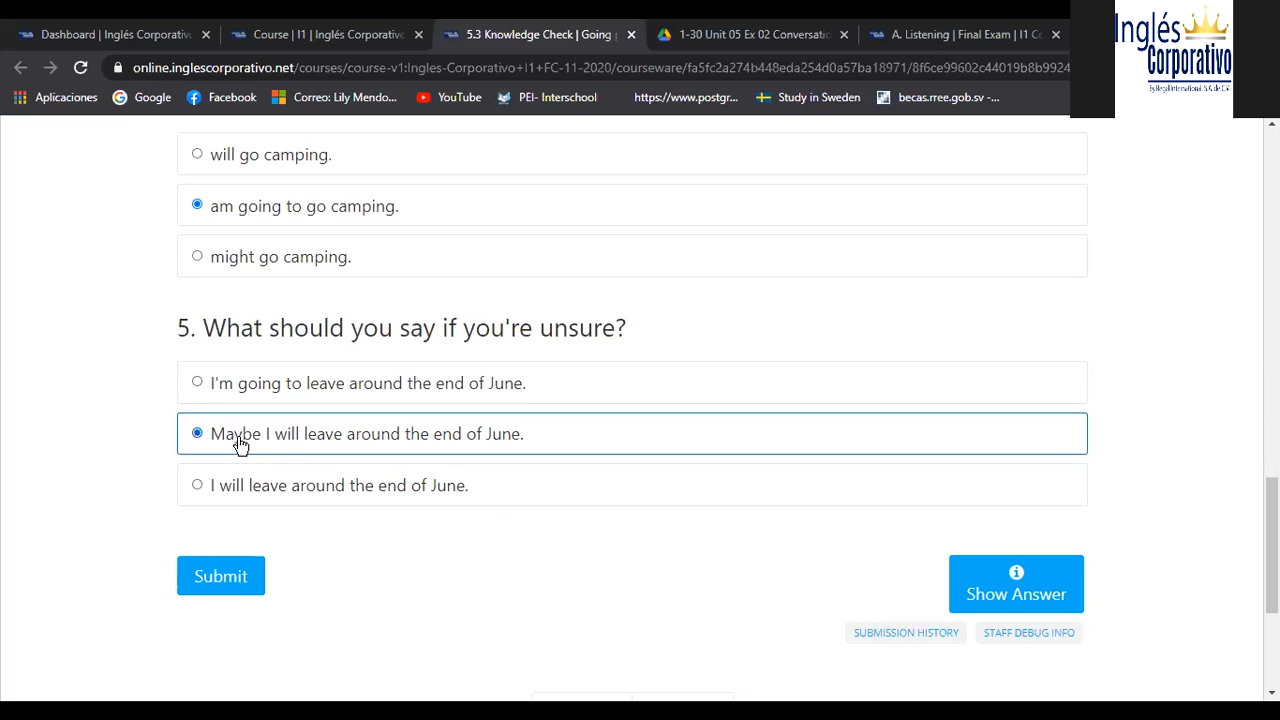 Dashboard | Inglés Corporativo
Course | I1 | Inglés Corporativo
Knowledge Check | Going
1-30 Unit 05 Ex 02 Conversatio
A. Listening | Final Exam | I1 Co
Inglés
Corporativo
By Regal International, S.A. de C.V.
online.inglescorporativo.net/courses/course-v1:Ingles
+I1+FC-11-2020/courseware/
Aplicaciones
Google
Facebook
Correo: Lily Mendo...
YouTube
PEI- Interschool
https://www.postgr...
Study in Sweden
becas.rree.gob.sv -...
will go camping.
am going to go camping.
might go camping.
5. What should you say if you're unsure?
I'm going to leave around the end of June.
Maybe I will leave around the end of June.
I will leave around the end of June.
Submit
Show Answer
SUBMISSION HISTORY
STAFF DEBUG INFO